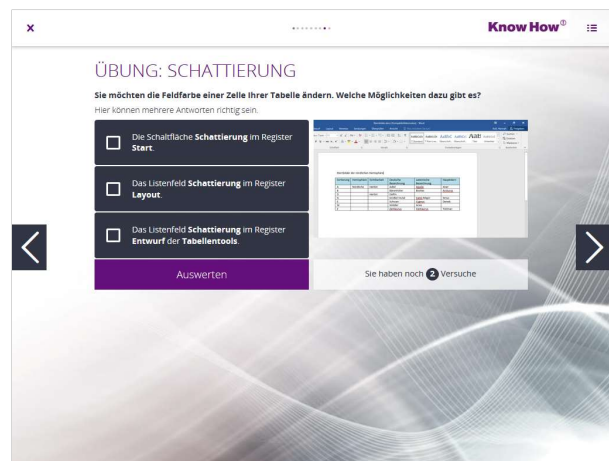 KnowHow®
ÜBUNG: SCHATTIERUNG
Sie möchten die Feldfarbe einer Zelle Ihrer Tabelle ändern. Welche Möglichkeiten dazu gibt es?
Hier können mehrere Antworten richtig sein.
Die Schaltfläche Schattierung im Register
Start.
Das Listenfeld Schattierung im Register
Layout.
Das Listenfeld Schattierung im Register
Entwurf der Tabellentools.
Auswerten
Sie haben noch 2 Versuche